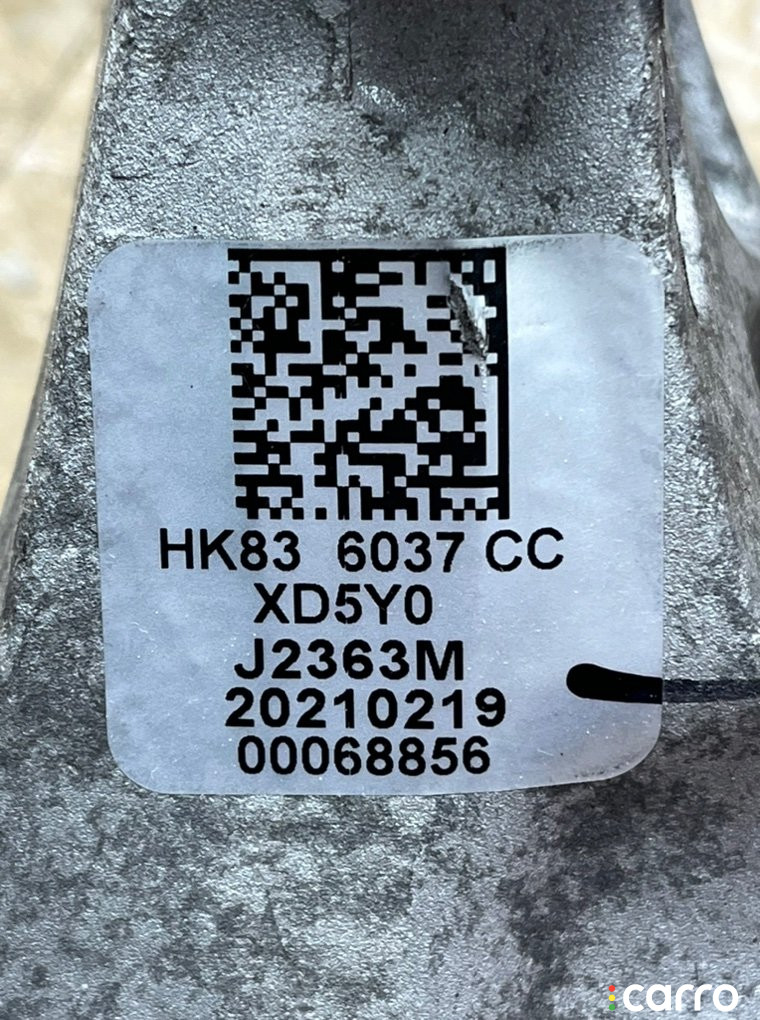 HK83 6037 CC
XD5Y0
J2363M
20210219
00068856
carro